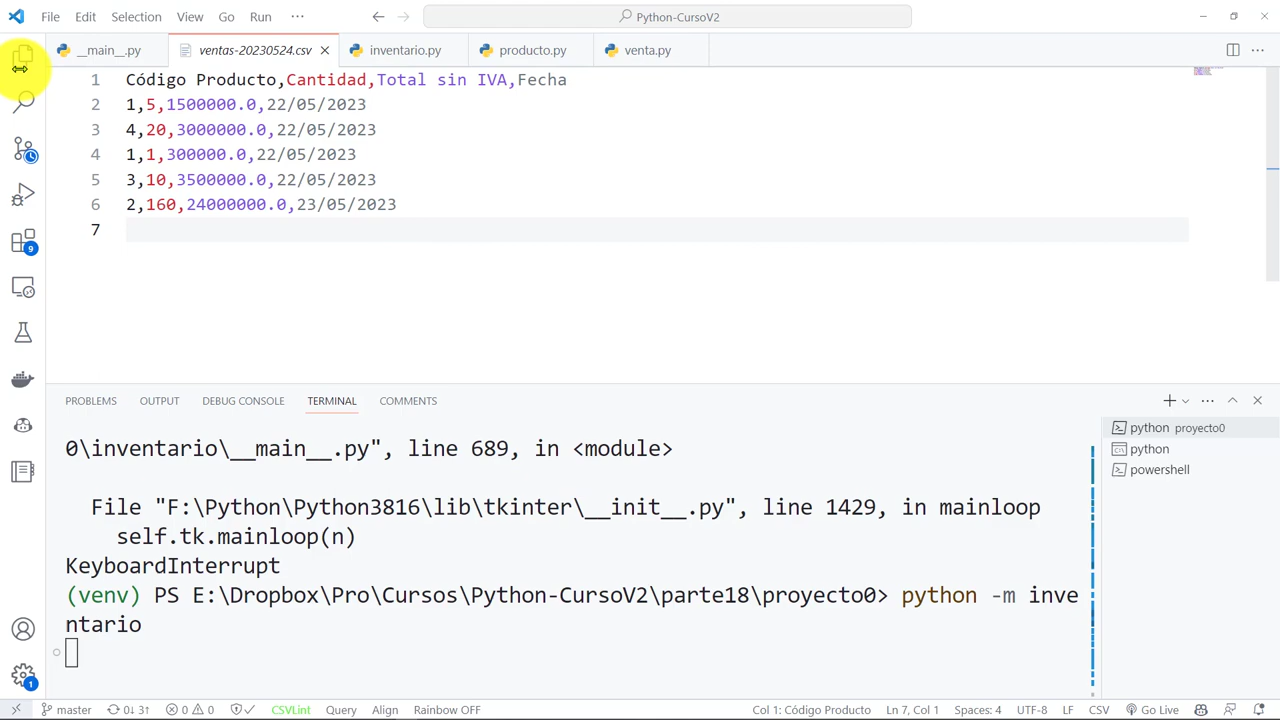 File Edit Selection View Go Run ··· Python-CursoV2
__main__.py ventas-20230524.csv inventario.py producto.py venta.py
1 Código Producto,Cantidad,Total sin IVA,Fecha
2 1,5,1500000.0,22/05/2023
3 4,20,3000000.0,22/05/2023
4 1,1,300000.0,22/05/2023
5 3,10,3500000.0,22/05/2023
6 2,160,24000000.0,23/05/2023
7
9
PROBLEMS OUTPUT DEBUG CONSOLE TERMINAL COMMENTS
python proyecto0
python
powershell
0\inventario\__main__.py", line 689, in <module>
File "F:\Python\Python3816\lib\tkinter\__init__.py", line 1429, in mainloop
self.tk.mainloop(n)
KeyboardInterrupt
(venv) PS E:\Dropbox\Pro\Cursos\Python-CursoV2\parte18\proyecto0> python -m inve
ntario
1
master 0↓ 3↑ 0 0 CSVLint Query Align Rainbow OFF Col 1: Código Producto Ln 7, Col 1 Spaces: 4 UTF-8 LF CSV Go Live